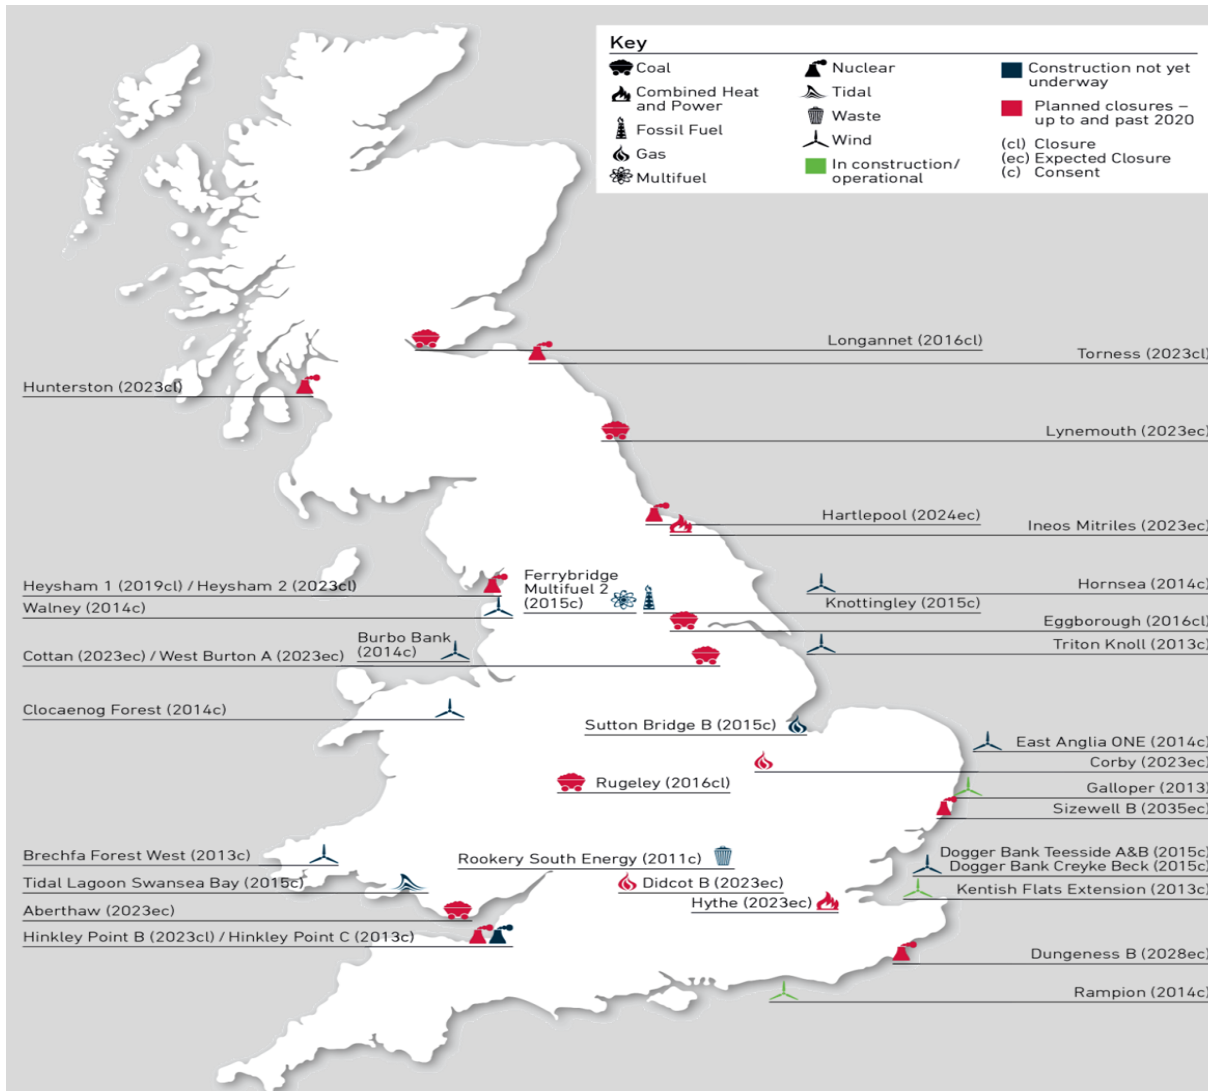 Key
Coal
Combined Heat
and Power
Fossil Fuel
Gas
Multifuel
Nuclear
Tidal
Waste
Wind
In construction/
operational
Construction not yet
underway
Planned closures –
up to and past 2020
(cl) Closure
(ec) Expected Closure
(c) Consent
Longannet (2016cl)
Torness (2023cl)
Hunterston (2023cl)
Lynemouth (2023ec)
Hartlepool (2024ec)
Ineos Mitriles (2023ec)
Heysham 1 (2019cl) / Heysham 2 (2023cl)
Walney (2014c)
Ferrybridge
Multifuel 2
(2015c)
Knottingley (2015c)
Hornsea (2014c)
Eggborough (2016cl)
Triton Knoll (2013c)
Burbo Bank
(2014c)
Cottan (2023ec) / West Burton A (2023ec)
Clocaenog Forest (2014c)
Sutton Bridge B (2015c)
East Anglia ONE (2014c)
Corby (2023ec)
Rugeley (2016cl)
Galloper (2013)
Sizewell B (2035ec)
Brechfa Forest West (2013c)
Rookery South Energy (2011c)
Dogger Bank Teesside A&B (2015c)
Dogger Bank Creyke Beck (2015c)
Tidal Lagoon Swansea Bay (2015c)
Didcot B (2023ec)
Kentish Flats Extension (2013c)
Hythe (2023ec)
Aberthaw (2023ec)
Hinkley Point B (2023cl) / Hinkley Point C (2013c)
Dungeness B (2028ec)
Rampion (2014c)